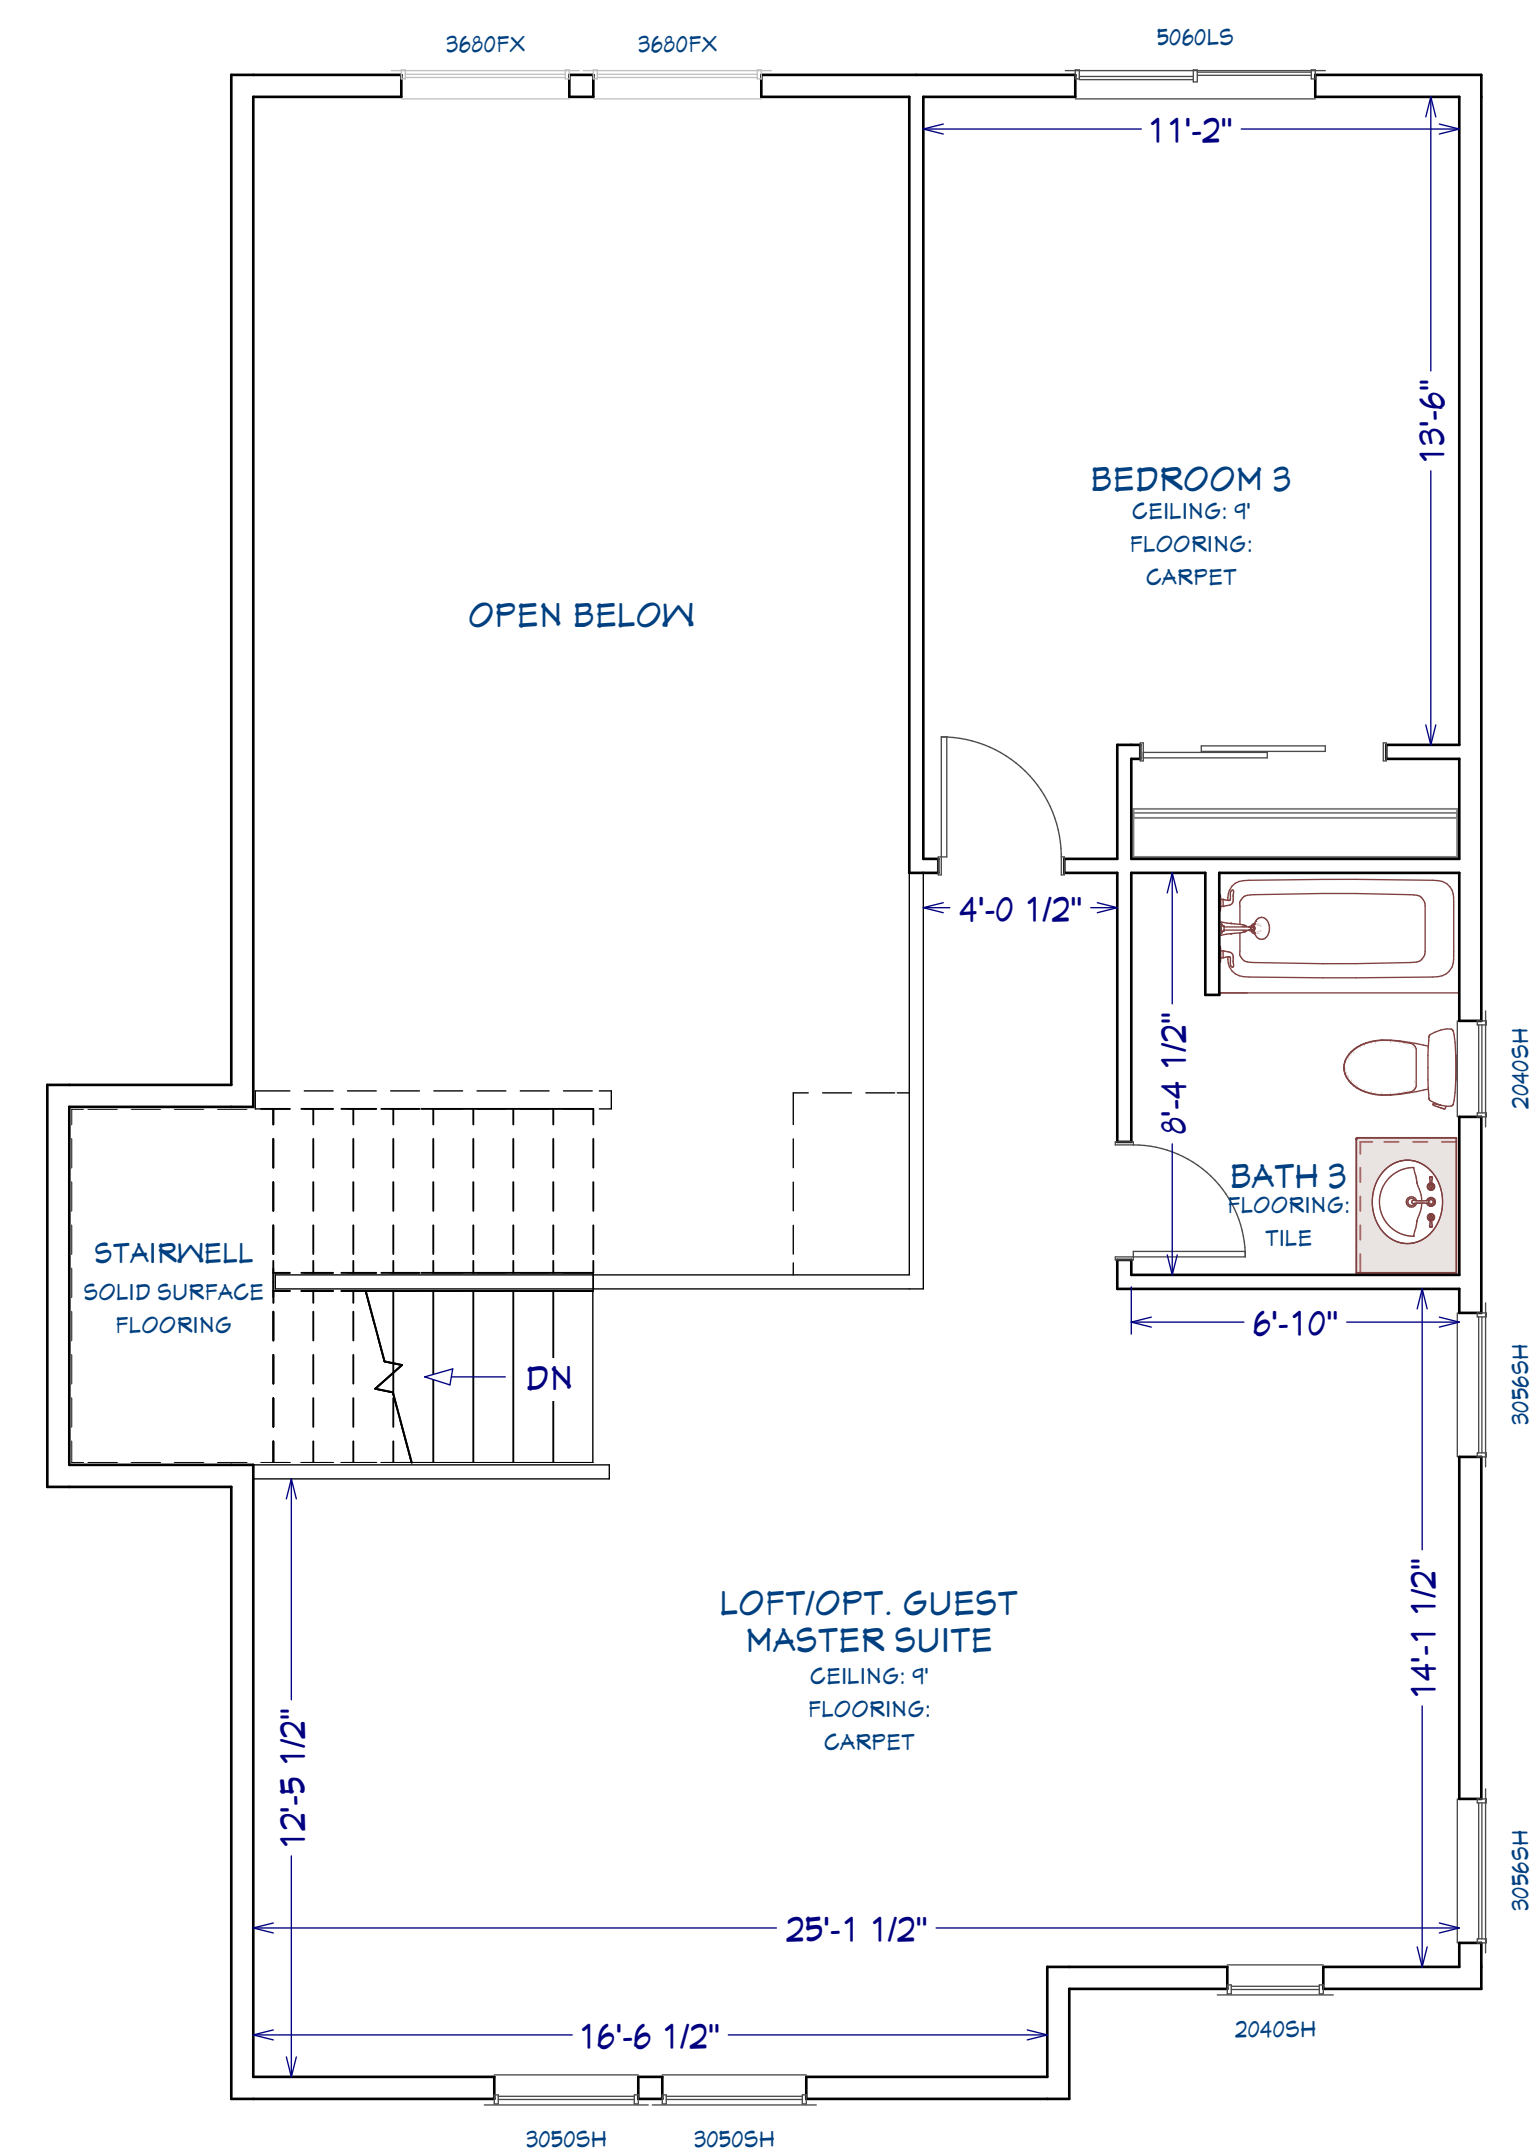 3680FX
3680FX
5060LS
11'-2"
13'-6"
BEDROOM 3
CEILING: 9'
FLOORING:
CARPET
OPEN BELOW
4'-0 1/2"
8'-4 1/2"
2040SH
BATH 3
FLOORING:
TILE
STAIRWELL
SOLID SURFACE
FLOORING
6'-10"
3056SH
DN
LOFT/OPT. GUEST
MASTER SUITE
CEILING: 9'
FLOORING:
CARPET
14'-1 1/2"
12'-5 1/2"
3056SH
25'-1 1/2"
16'-6 1/2"
2040SH
3050SH
3050SH